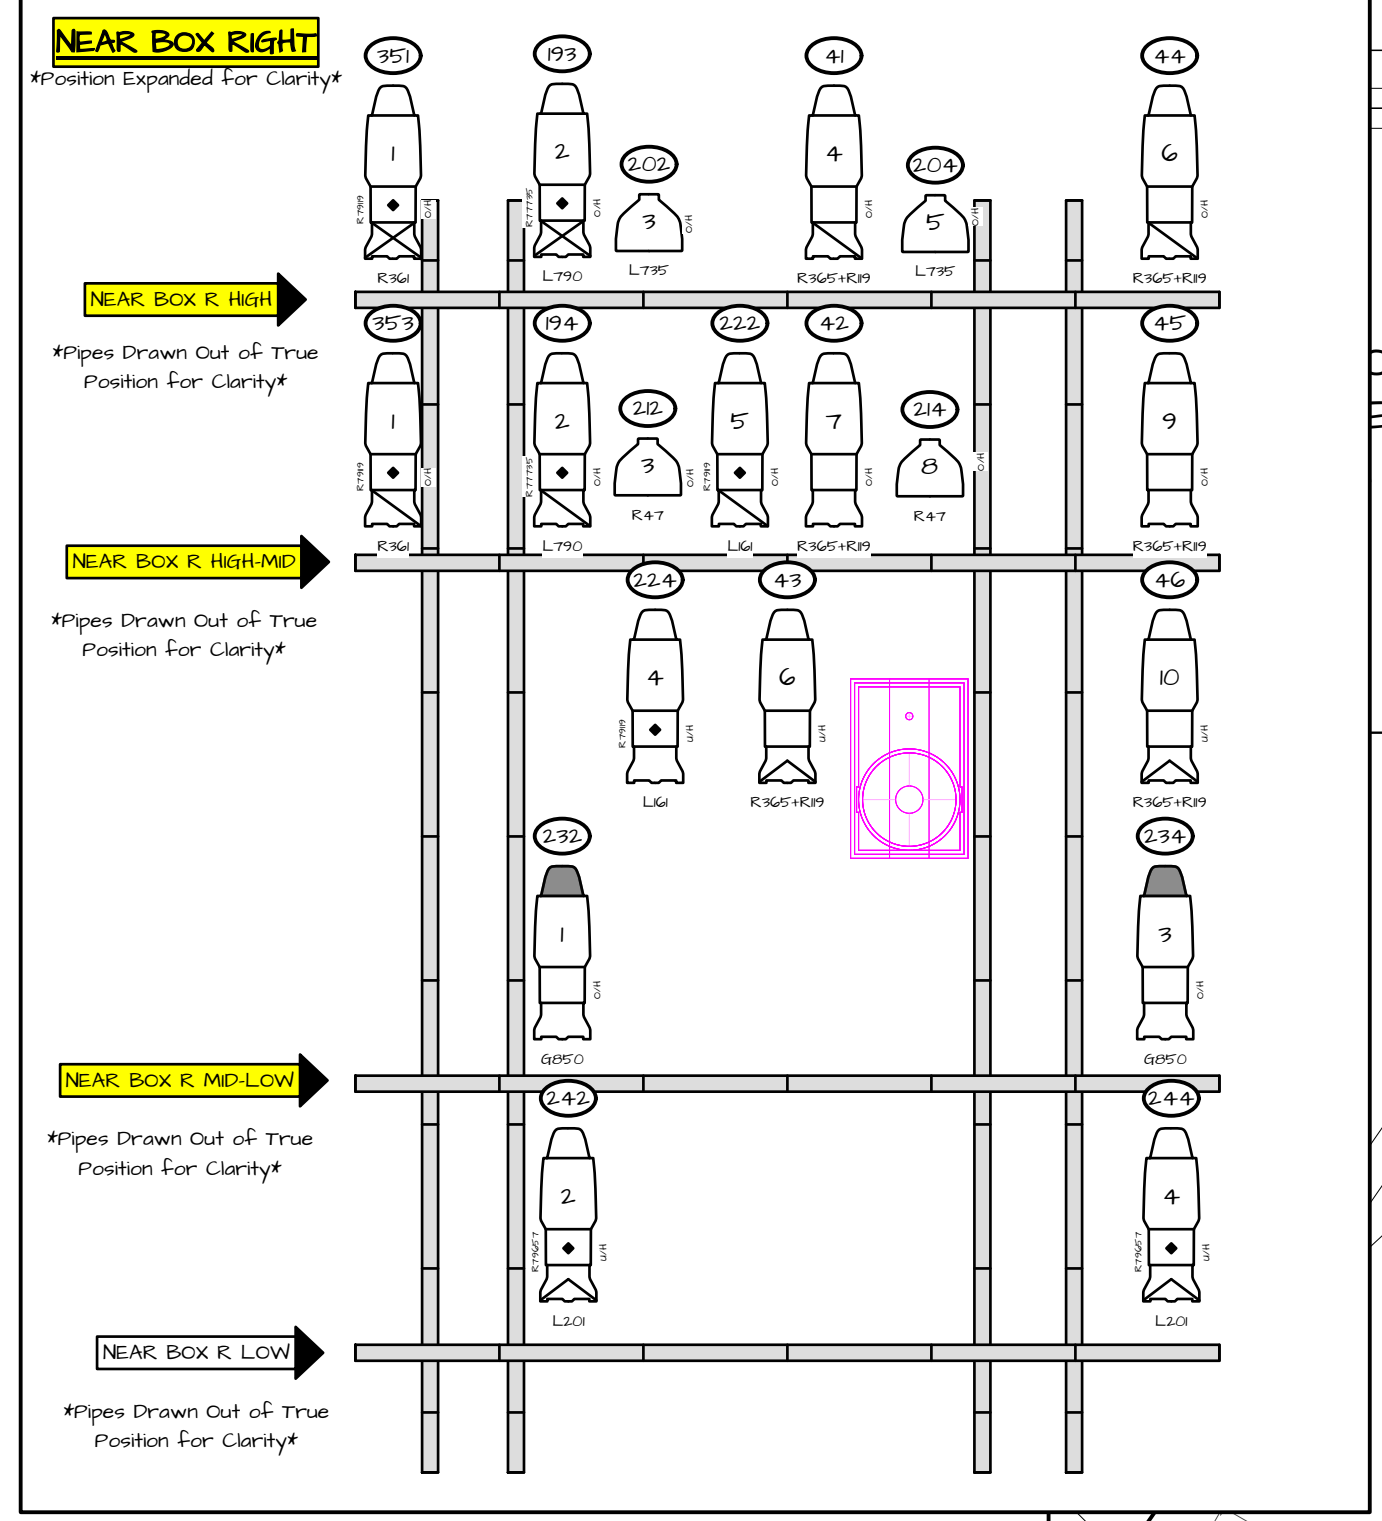 NEAR BOX RIGHT
*Position Expanded for Clarity*
351
193
41
44
1
2
202
4
204
6
3
5
R79119
O/H
R77735
O/H
O/H
O/H
O/H
O/H
R361
L790
L735
R365+R119
L735
R365+R119
NEAR BOX R HIGH
*Pipes Drawn Out of True
Position for Clarity*
353
194
222
42
45
1
2
212
5
7
214
9
3
8
R79119
O/H
R77735
O/H
O/H
R79119
O/H
O/H
O/H
O/H
R47
R47
R361
L790
L161
R365+R119
R365+R119
NEAR BOX R HIGH-MID
*Pipes Drawn Out of True
Position for Clarity*
224
43
46
4
6
10
R79119
U/H
U/H
U/H
L161
R365+R119
R365+R119
232
234
1
3
O/H
O/H
G850
G850
NEAR BOX R MID-LOW
*Pipes Drawn Out of True
Position for Clarity*
242
244
2
4
R79657
U/H
R79657
U/H
L201
L201
NEAR BOX R LOW
*Pipes Drawn Out of True
Position for Clarity*